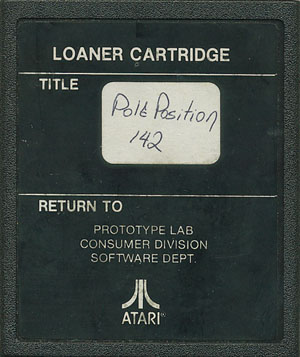 LOANER CARTRIDGE
TITLE
Pole Position
142
RETURN TO
PROTOTYPE LAB
CONSUMER DIVISION
SOFTWARE DEPT.
ATARI